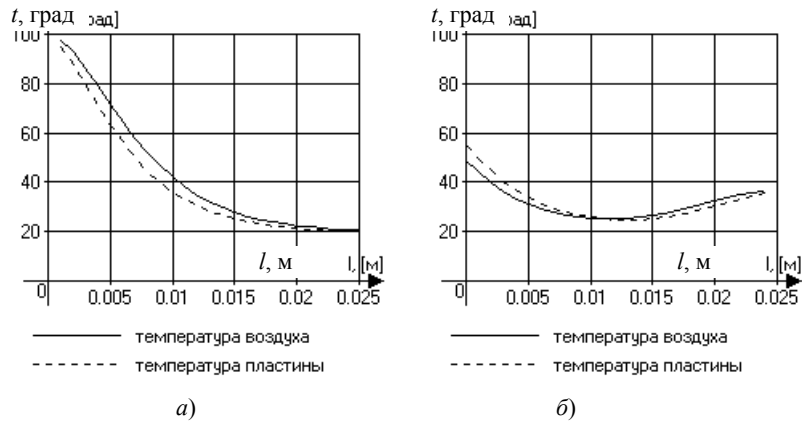 t, град
100
80
60
40
20
0
0.005
0.01
0.015
0.02
0.025
l, м
l, [м]
температура воздуха
температура пластины
а)
t, град
100
80
60
40
20
0
0.005
0.01
0.015
0.02
0.025
l, м
l, [м]
температура воздуха
температура пластины
б)